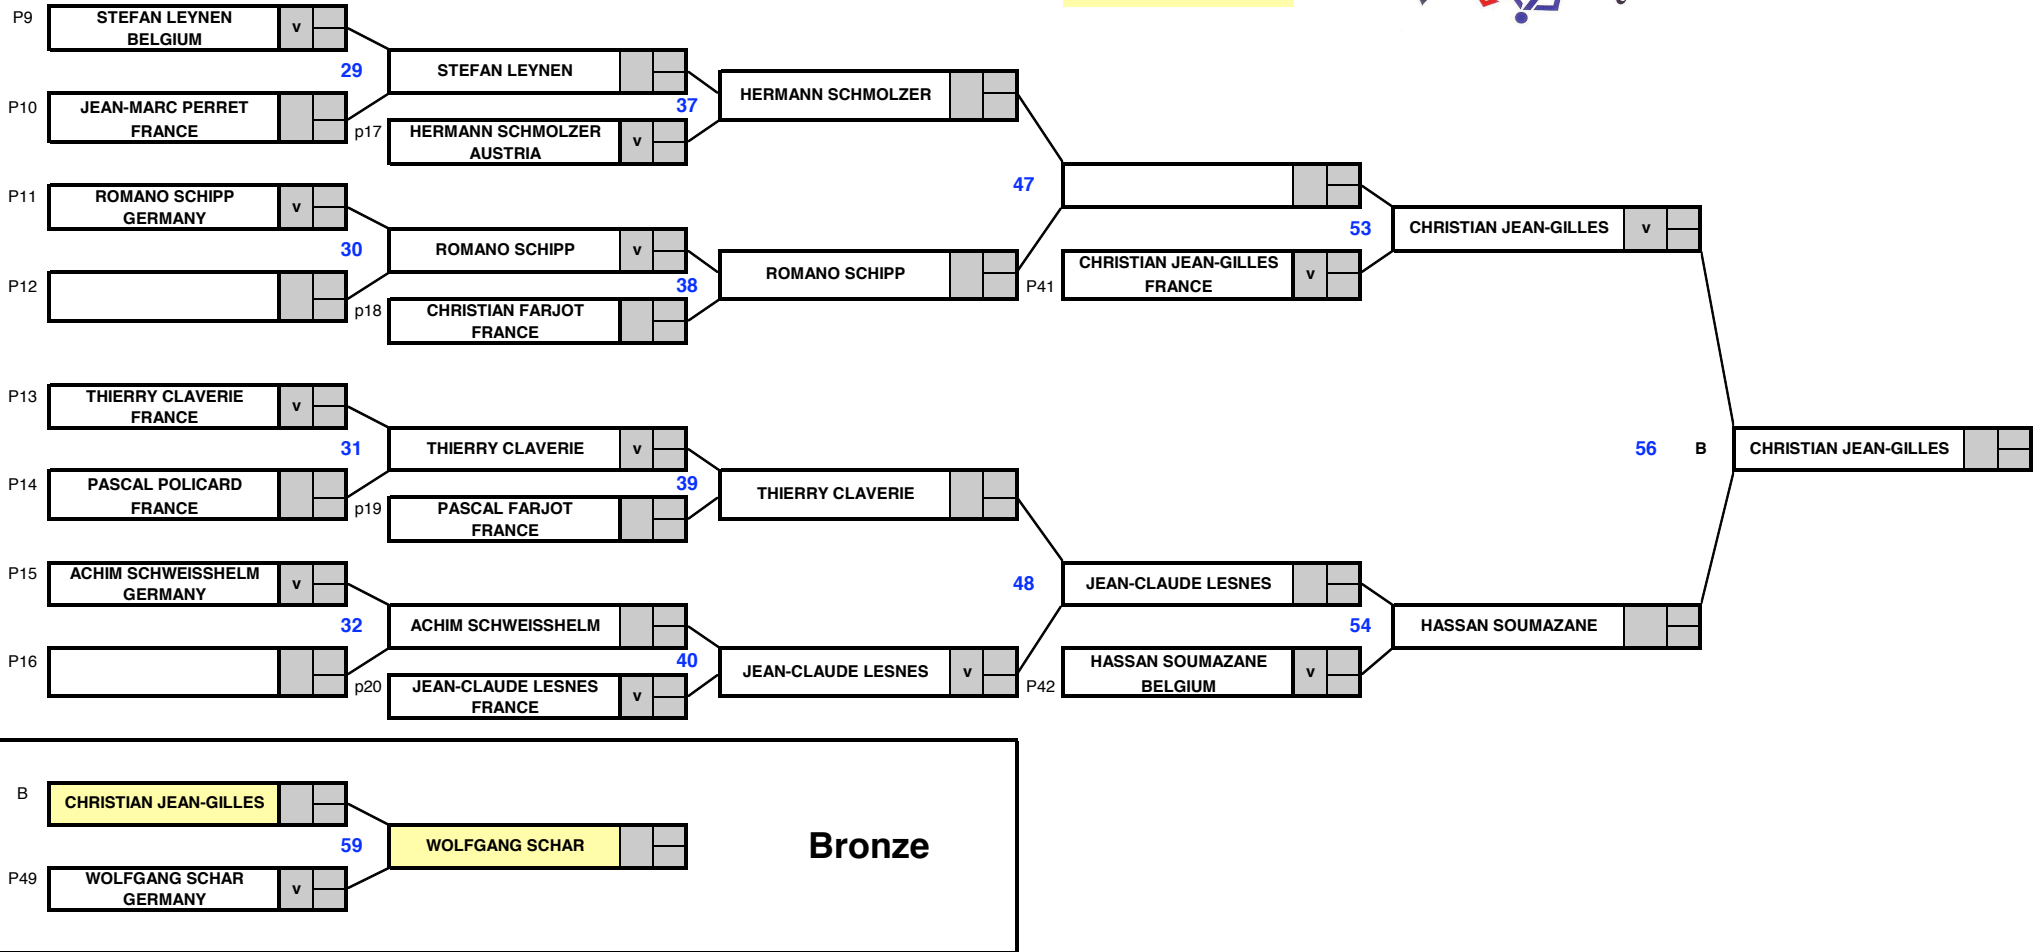 P9
STEFAN LEYNEN
BELGIUM
v
29
STEFAN LEYNEN
P10
JEAN-MARC PERRET
FRANCE
37
HERMANN SCHMOLZER
p17
HERMANN SCHMOLZER
AUSTRIA
v
P11
ROMANO SCHIPP
GERMANY
v
47
30
ROMANO SCHIPP
v
53
CHRISTIAN JEAN-GILLES
v
P12
38
ROMANO SCHIPP
P41
CHRISTIAN JEAN-GILLES
FRANCE
v
p18
CHRISTIAN FARJOT
FRANCE
P13
THIERRY CLAVERIE
FRANCE
v
31
THIERRY CLAVERIE
v
56
B
CHRISTIAN JEAN-GILLES
P14
PASCAL POLICARD
FRANCE
39
THIERRY CLAVERIE
p19
PASCAL FARJOT
FRANCE
P15
ACHIM SCHWEISSHELM
GERMANY
v
48
JEAN-CLAUDE LESNES
32
ACHIM SCHWEISSHELM
54
HASSAN SOUMAZANE
P16
40
JEAN-CLAUDE LESNES
v
P42
HASSAN SOUMAZANE
BELGIUM
v
p20
JEAN-CLAUDE LESNES
FRANCE
v
B
CHRISTIAN JEAN-GILLES
59
WOLFGANG SCHAR
Bronze
P49
WOLFGANG SCHAR
GERMANY
v